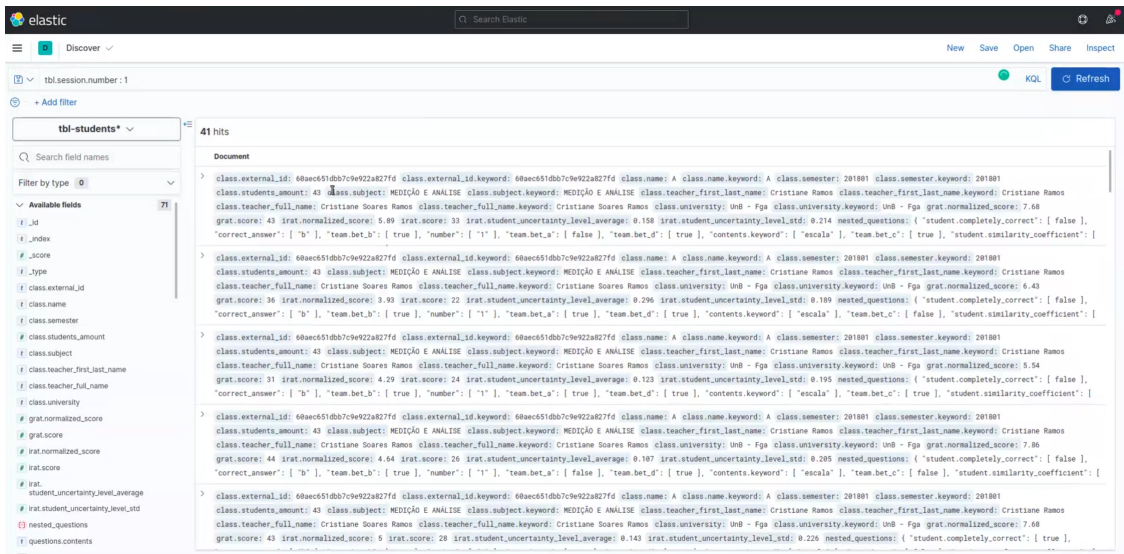 elastic
Search Elastic
D Discover
New Save Open Share Inspect
tbl.session.number : 1
KQL Refresh
+ Add filter
tbl-students*
Search field names
Filter by type 0
Available fields 71
t _id
t _index
# _score
t _type
t class.external_id
t class.name
t class.semester
# class.students_amount
t class.subject
t class.teacher_first_last_name
t class.teacher_full_name
t class.university
# grat.normalized_score
# grat.score
# irat.normalized_score
# irat.score
# irat.
student_uncertainty_level_average
# irat.student_uncertainty_level_std
nested_questions
t questions.contents
41 hits
Document
class.external_id: 60aec651dbb7c9e922a827fd class.external_id.keyword: 60aec651dbb7c9e922a827fd class.name: A class.name.keyword: A class.semester: 201801 class.semester.keyword: 201801
class.students_amount: 43 class.subject: MEDIÇÃO E ANÁLISE class.subject.keyword: MEDIÇÃO E ANÁLISE class.teacher_first_last_name: Cristiane Ramos class.teacher_first_last_name.keyword: Cristiane Ramos
class.teacher_full_name: Cristiane Soares Ramos class.teacher_full_name.keyword: Cristiane Soares Ramos class.university: UnB - Fga class.university.keyword: UnB - Fga grat.normalized_score: 7.68
grat.score: 43 irat.normalized_score: 5.89 irat.score: 33 irat.student_uncertainty_level_average: 0.158 irat.student_uncertainty_level_std: 0.214 nested_questions: { "student.completely_correct": [ false ],
"correct_answer": [ "b" ], "team.bet_b": [ true ], "number": [ "1" ], "team.bet_a": [ false ], "team.bet_d": [ true ], "contents.keyword": [ "escala" ], "team.bet_c": [ true ], "student.similarity_coefficient": [
class.external_id: 60aec651dbb7c9e922a827fd class.external_id.keyword: 60aec651dbb7c9e922a827fd class.name: A class.name.keyword: A class.semester: 201801 class.semester.keyword: 201801
class.students_amount: 43 class.subject: MEDIÇÃO E ANÁLISE class.subject.keyword: MEDIÇÃO E ANÁLISE class.teacher_first_last_name: Cristiane Ramos class.teacher_first_last_name.keyword: Cristiane Ramos
class.teacher_full_name: Cristiane Soares Ramos class.teacher_full_name.keyword: Cristiane Soares Ramos class.university: UnB - Fga class.university.keyword: UnB - Fga grat.normalized_score: 6.43
grat.score: 36 irat.normalized_score: 3.93 irat.score: 22 irat.student_uncertainty_level_average: 0.296 irat.student_uncertainty_level_std: 0.189 nested_questions: { "student.completely_correct": [ false ],
"correct_answer": [ "b" ], "team.bet_b": [ true ], "number": [ "1" ], "team.bet_a": [ true ], "team.bet_d": [ true ], "contents.keyword": [ "escala" ], "team.bet_c": [ false ], "student.similarity_coefficient": [
class.external_id: 60aec651dbb7c9e922a827fd class.external_id.keyword: 60aec651dbb7c9e922a827fd class.name: A class.name.keyword: A class.semester: 201801 class.semester.keyword: 201801
class.students_amount: 43 class.subject: MEDIÇÃO E ANÁLISE class.subject.keyword: MEDIÇÃO E ANÁLISE class.teacher_first_last_name: Cristiane Ramos class.teacher_first_last_name.keyword: Cristiane Ramos
class.teacher_full_name: Cristiane Soares Ramos class.teacher_full_name.keyword: Cristiane Soares Ramos class.university: UnB - Fga class.university.keyword: UnB - Fga grat.normalized_score: 5.54
grat.score: 31 irat.normalized_score: 4.29 irat.score: 24 irat.student_uncertainty_level_average: 0.123 irat.student_uncertainty_level_std: 0.195 nested_questions: { "student.completely_correct": [ false ],
"correct_answer": [ "b" ], "team.bet_b": [ true ], "number": [ "1" ], "team.bet_a": [ true ], "team.bet_d": [ true ], "contents.keyword": [ "escala" ], "team.bet_c": [ true ], "student.similarity_coefficient": [
class.external_id: 60aec651dbb7c9e922a827fd class.external_id.keyword: 60aec651dbb7c9e922a827fd class.name: A class.name.keyword: A class.semester: 201801 class.semester.keyword: 201801
class.students_amount: 43 class.subject: MEDIÇÃO E ANÁLISE class.subject.keyword: MEDIÇÃO E ANÁLISE class.teacher_first_last_name: Cristiane Ramos class.teacher_first_last_name.keyword: Cristiane Ramos
class.teacher_full_name: Cristiane Soares Ramos class.teacher_full_name.keyword: Cristiane Soares Ramos class.university: UnB - Fga class.university.keyword: UnB - Fga grat.normalized_score: 7.86
grat.score: 44 irat.normalized_score: 4.64 irat.score: 26 irat.student_uncertainty_level_average: 0.107 irat.student_uncertainty_level_std: 0.205 nested_questions: { "student.completely_correct": [ false ],
"correct_answer": [ "b" ], "team.bet_b": [ true ], "number": [ "1" ], "team.bet_a": [ false ], "team.bet_d": [ true ], "contents.keyword": [ "escala" ], "team.bet_c": [ false ], "student.similarity_coefficient": [
class.external_id: 60aec651dbb7c9e922a827fd class.external_id.keyword: 60aec651dbb7c9e922a827fd class.name: A class.name.keyword: A class.semester: 201801 class.semester.keyword: 201801
class.students_amount: 43 class.subject: MEDIÇÃO E ANÁLISE class.subject.keyword: MEDIÇÃO E ANÁLISE class.teacher_first_last_name: Cristiane Ramos class.teacher_first_last_name.keyword: Cristiane Ramos
class.teacher_full_name: Cristiane Soares Ramos class.teacher_full_name.keyword: Cristiane Soares Ramos class.university: UnB - Fga class.university.keyword: UnB - Fga grat.normalized_score: 7.68
grat.score: 43 irat.normalized_score: 5 irat.score: 28 irat.student_uncertainty_level_average: 0.143 irat.student_uncertainty_level_std: 0.226 nested_questions: { "student.completely_correct": [ true ],